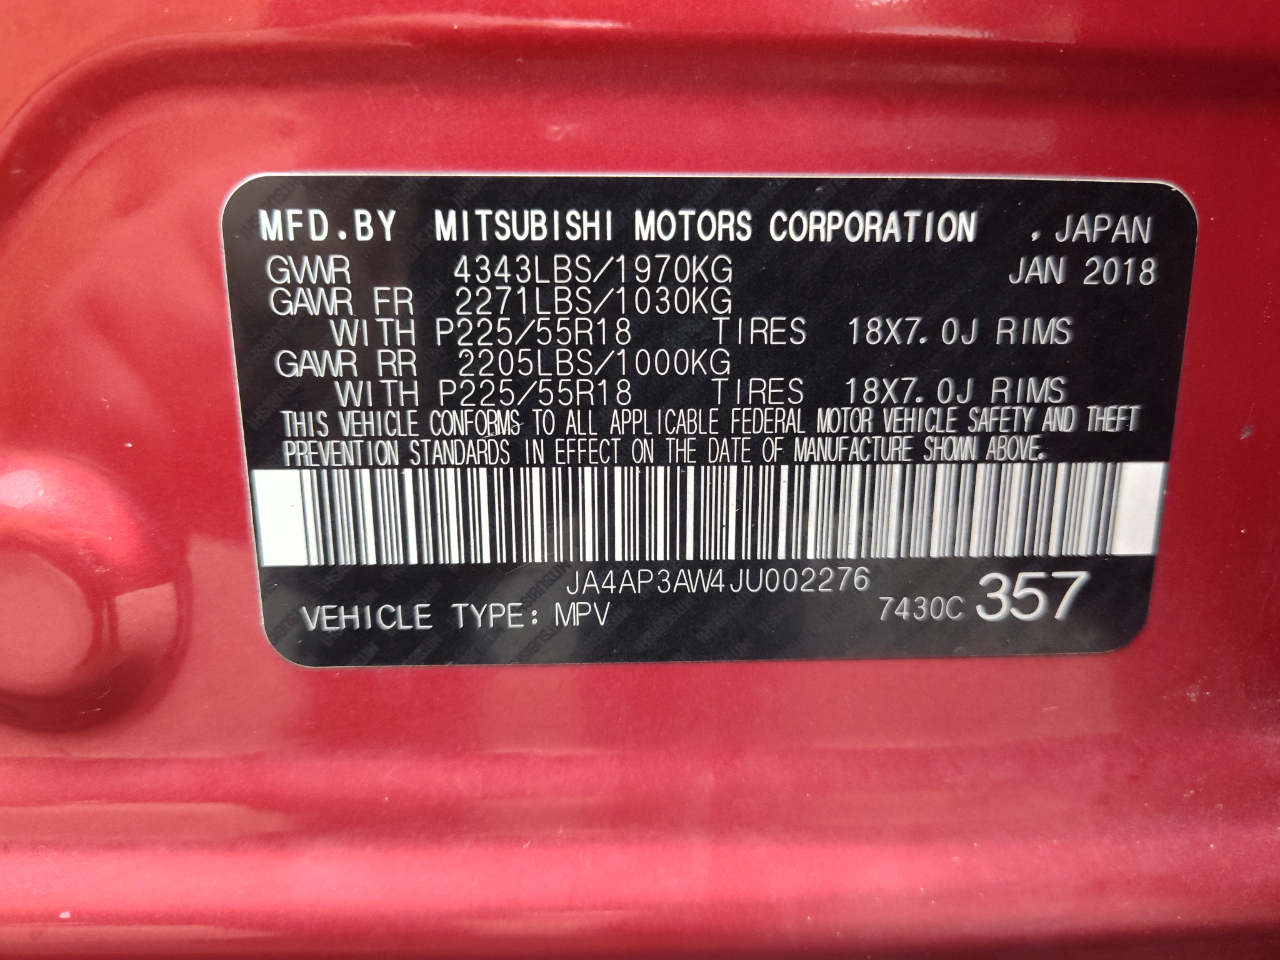 MFD.BY MITSUBISHI MOTORS CORPORATION , JAPAN
GVWR 4343LBS/1970KG JAN 2018
GAWR FR 2271LBS/1030KG
WITH P225/55R18 TIRES 18X7.0J RIMS
GAWR RR 2205LBS/1000KG
WITH P225/55R18 TIRES 18X7.0J RIMS
THIS VEHICLE CONFORMS TO ALL APPLICABLE FEDERAL MOTOR VEHICLE SAFETY AND THEFT
PREVENTION STANDARDS IN EFFECT ON THE DATE OF MANUFACTURE SHOWN ABOVE.
JA4AP3AW4JU002276
VEHICLE TYPE: MPV 7430C 357